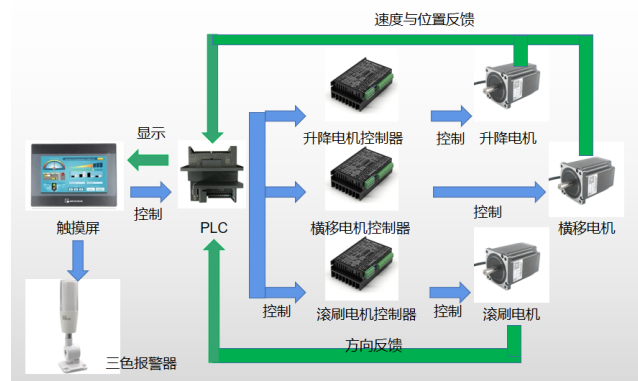 速度与位置反馈
升降电机控制器
控制
升降电机
显示
控制
触摸屏
PLC
横移电机控制器
控制
横移电机
控制
滚刷电机控制器
控制
滚刷电机
三色报警器
方向反馈